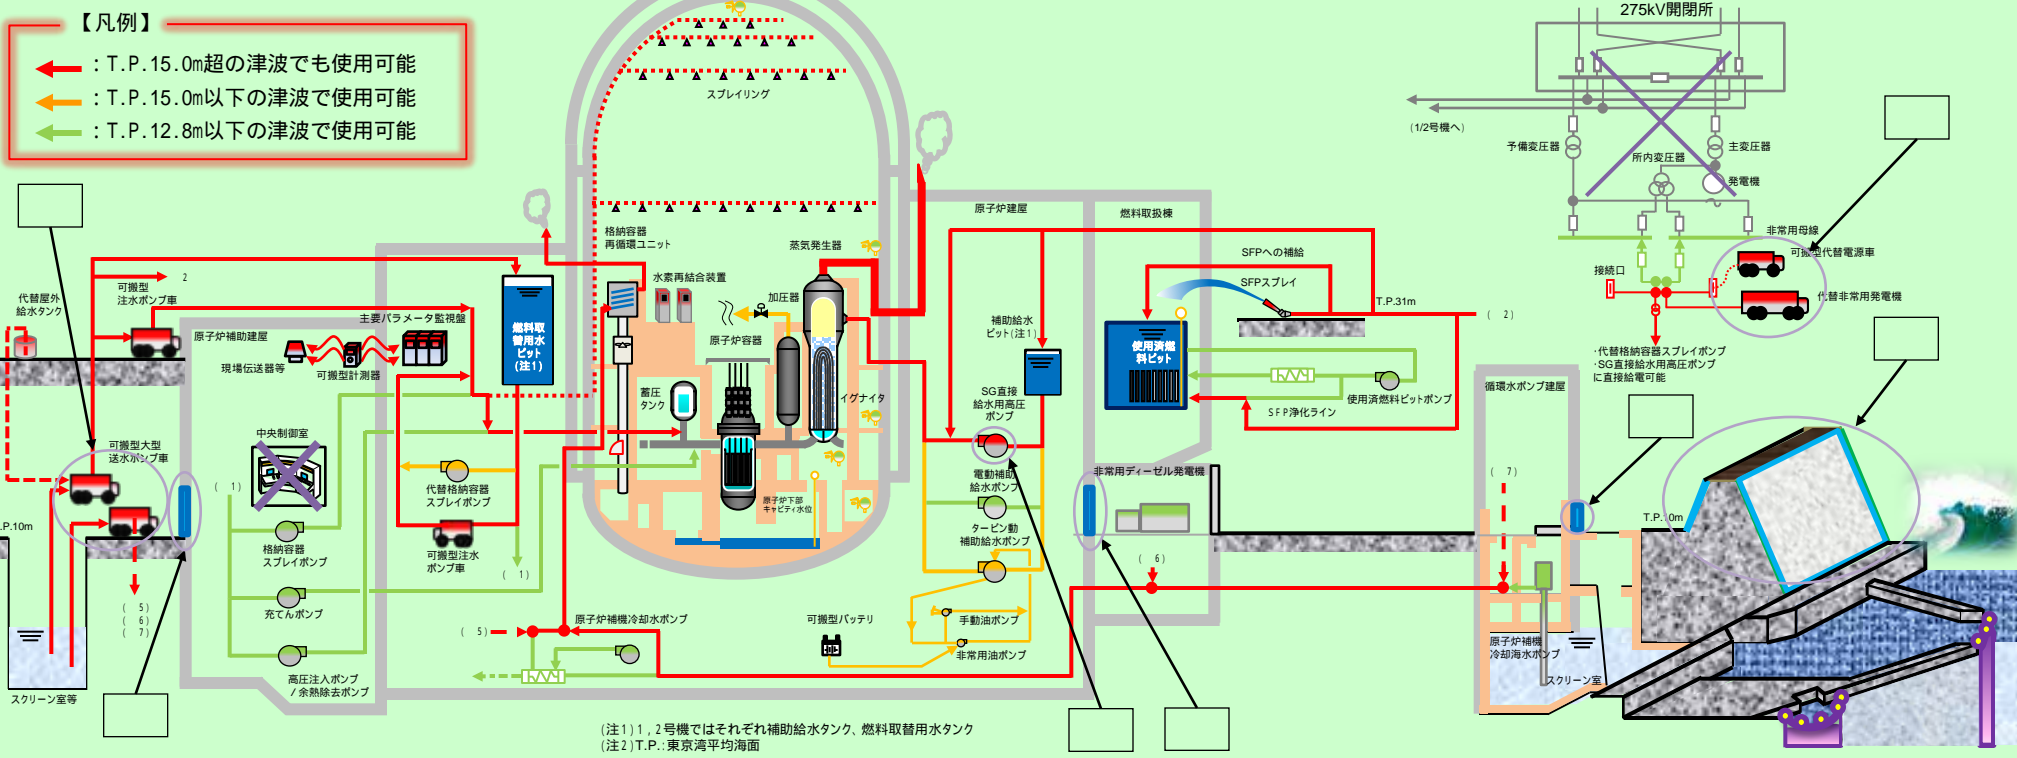 【凡例】
：T.P.15.0m超の津波でも使用可能
：T.P.15.0m以下の津波で使用可能
：T.P.12.8m以下の津波で使用可能
275kV開閉所
(1/2号機へ)
予備変圧器
主変圧器
所内変圧器
発電機
非常用母線
可搬型代替電源車
接続口
代替非常用発電機
・代替格納容器スプレイポンプ
・SG直接給水用高圧ポンプ
に直接給電可能
スプレイリング
格納容器
再循環ユニット
水素再結合装置
蒸気発生器
加圧器
原子炉容器
蓄圧
タンク
イグナイタ
原子炉下部
キャビティ水位
原子炉建屋
燃料取扱棟
SFPへの補給
SFPスプレイ
T.P.31m
( 2)
補助給水
ピット(注1)
使用済燃
料ピット
使用済燃料ピットポンプ
SFP浄化ライン
SG直接
給水用高圧
ポンプ
電動補助
給水ポンプ
タービン動
補助給水ポンプ
非常用ディーゼル発電機
手動油ポンプ
非常用油ポンプ
可搬型バッテリ
2
可搬型
注水ポンプ車
代替屋外
給水タンク
原子炉補助建屋
主要パラメータ監視盤
現場伝送器等
可搬型計測器
燃料取
替用水
ピット
(注1)
中央制御室
可搬型大型
送水ポンプ車
( 1)
代替格納容器
スプレイポンプ
格納容器
スプレイポンプ
可搬型注水
ポンプ車
( 1)
充てんポンプ
高圧注入ポンプ
/余熱除去ポンプ
( 5)
原子炉補機冷却水ポンプ
.P.10m
( 5)
( 6)
( 7)
スクリーン室等
( 6)
( 7)
循環水ポンプ建屋
T.P.10m
原子炉補機
冷却海水ポンプ
スクリーン室
(注1)1，2号機ではそれぞれ補助給水タンク、燃料取替用水タンク
(注2)T.P.：東京湾平均海面